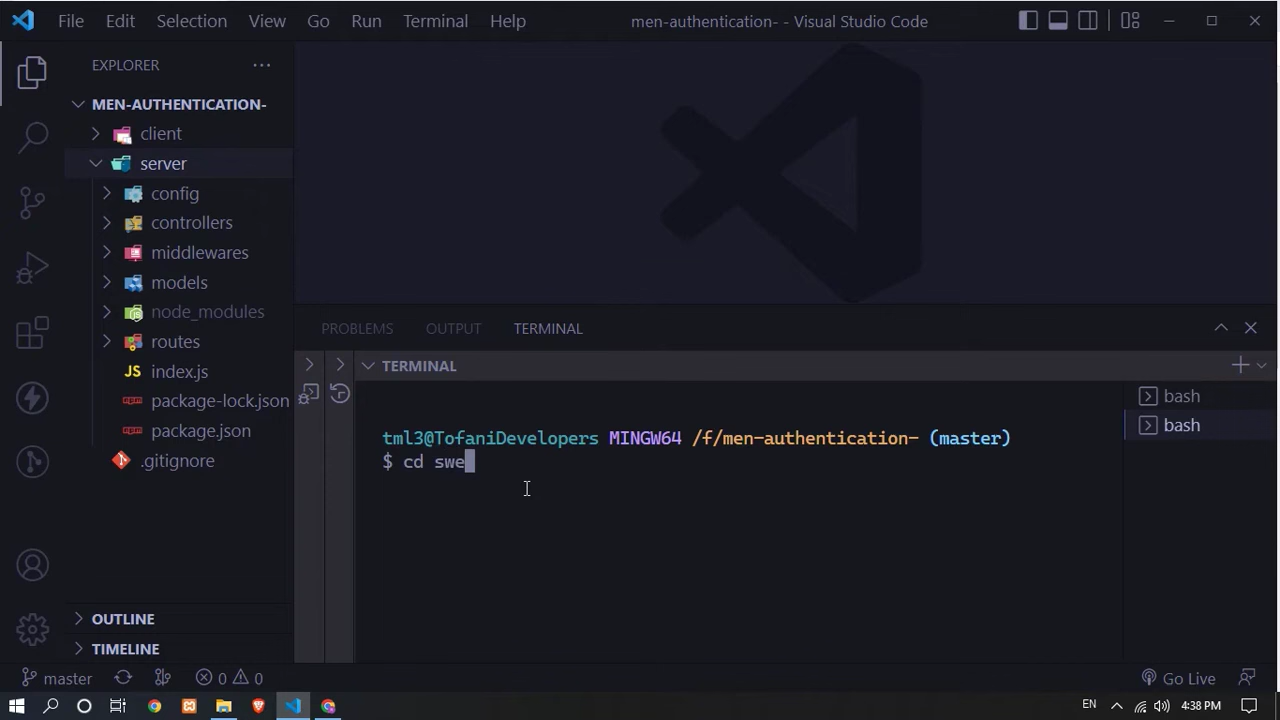 File Edit Selection View Go Run Terminal Help
men-authentication- - Visual Studio Code
EXPLORER
MEN-AUTHENTICATION-
client
server
config
controllers
middlewares
models
node_modules
routes
JS index.js
package-lock.json
package.json
.gitignore
OUTLINE
TIMELINE
PROBLEMS OUTPUT TERMINAL
TERMINAL
tml3@TofaniDevelopers MINGW64 /f/men-authentication- (master)
$ cd swe
bash
bash
master 0 0 Go Live
EN 4:38 PM